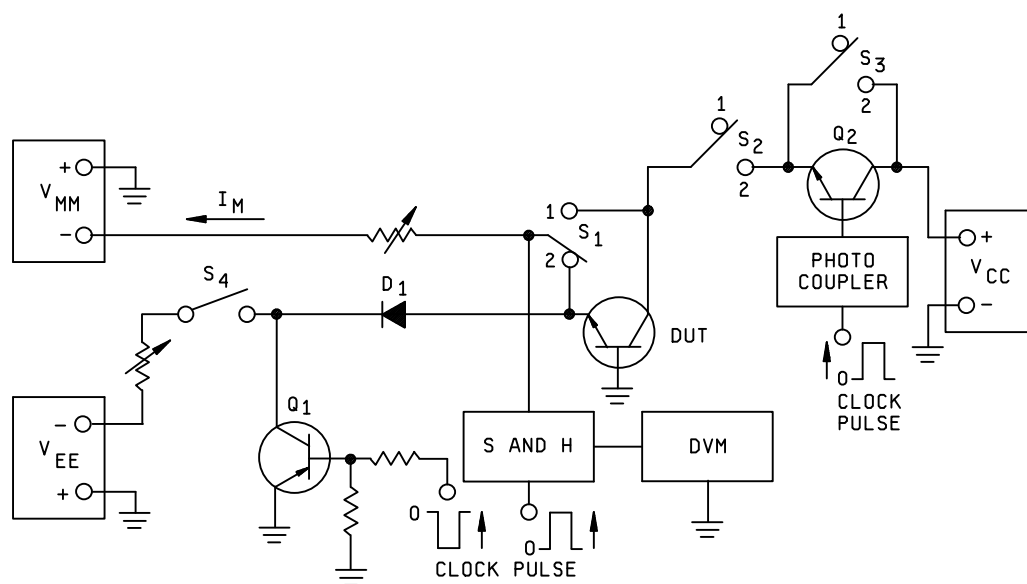 1
S3
2
Q2
1
S2
2
+
VMM
−
IM
1
S1
2
PHOTO
COUPLER
+
VCC
−
S4
D1
DUT
0
CLOCK
PULSE
−
VEE
+
Q1
S AND H
DVM
0
0
CLOCK PULSE